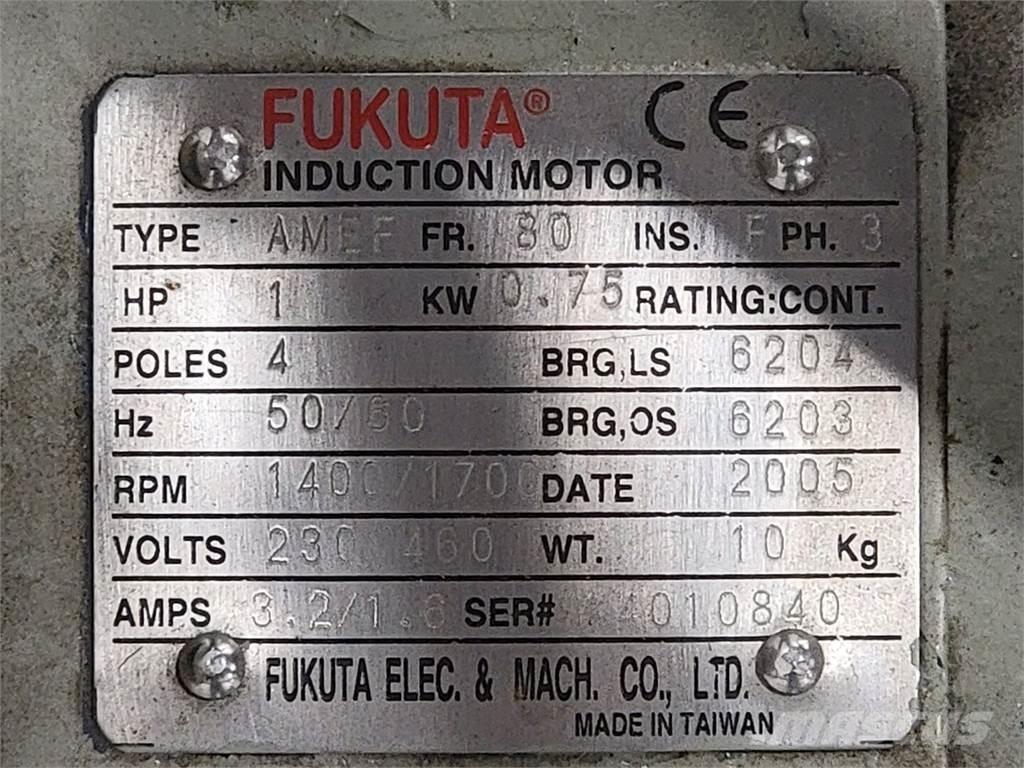 FUKUTA® CE
INDUCTION MOTOR
TYPE AMEF FR. 80 INS. F PH. 3
HP 1 KW 0.75 RATING:CONT.
POLES 4 BRG,LS 6204
Hz 50/60 BRG,OS 6203
RPM 1400/1700 DATE 2005
VOLTS 230 460 WT. 10 Kg
AMPS 3.2/1.6 SER#
FUKUTA ELEC. & MACH. CO., LTD.
MADE IN TAIWAN
mascus